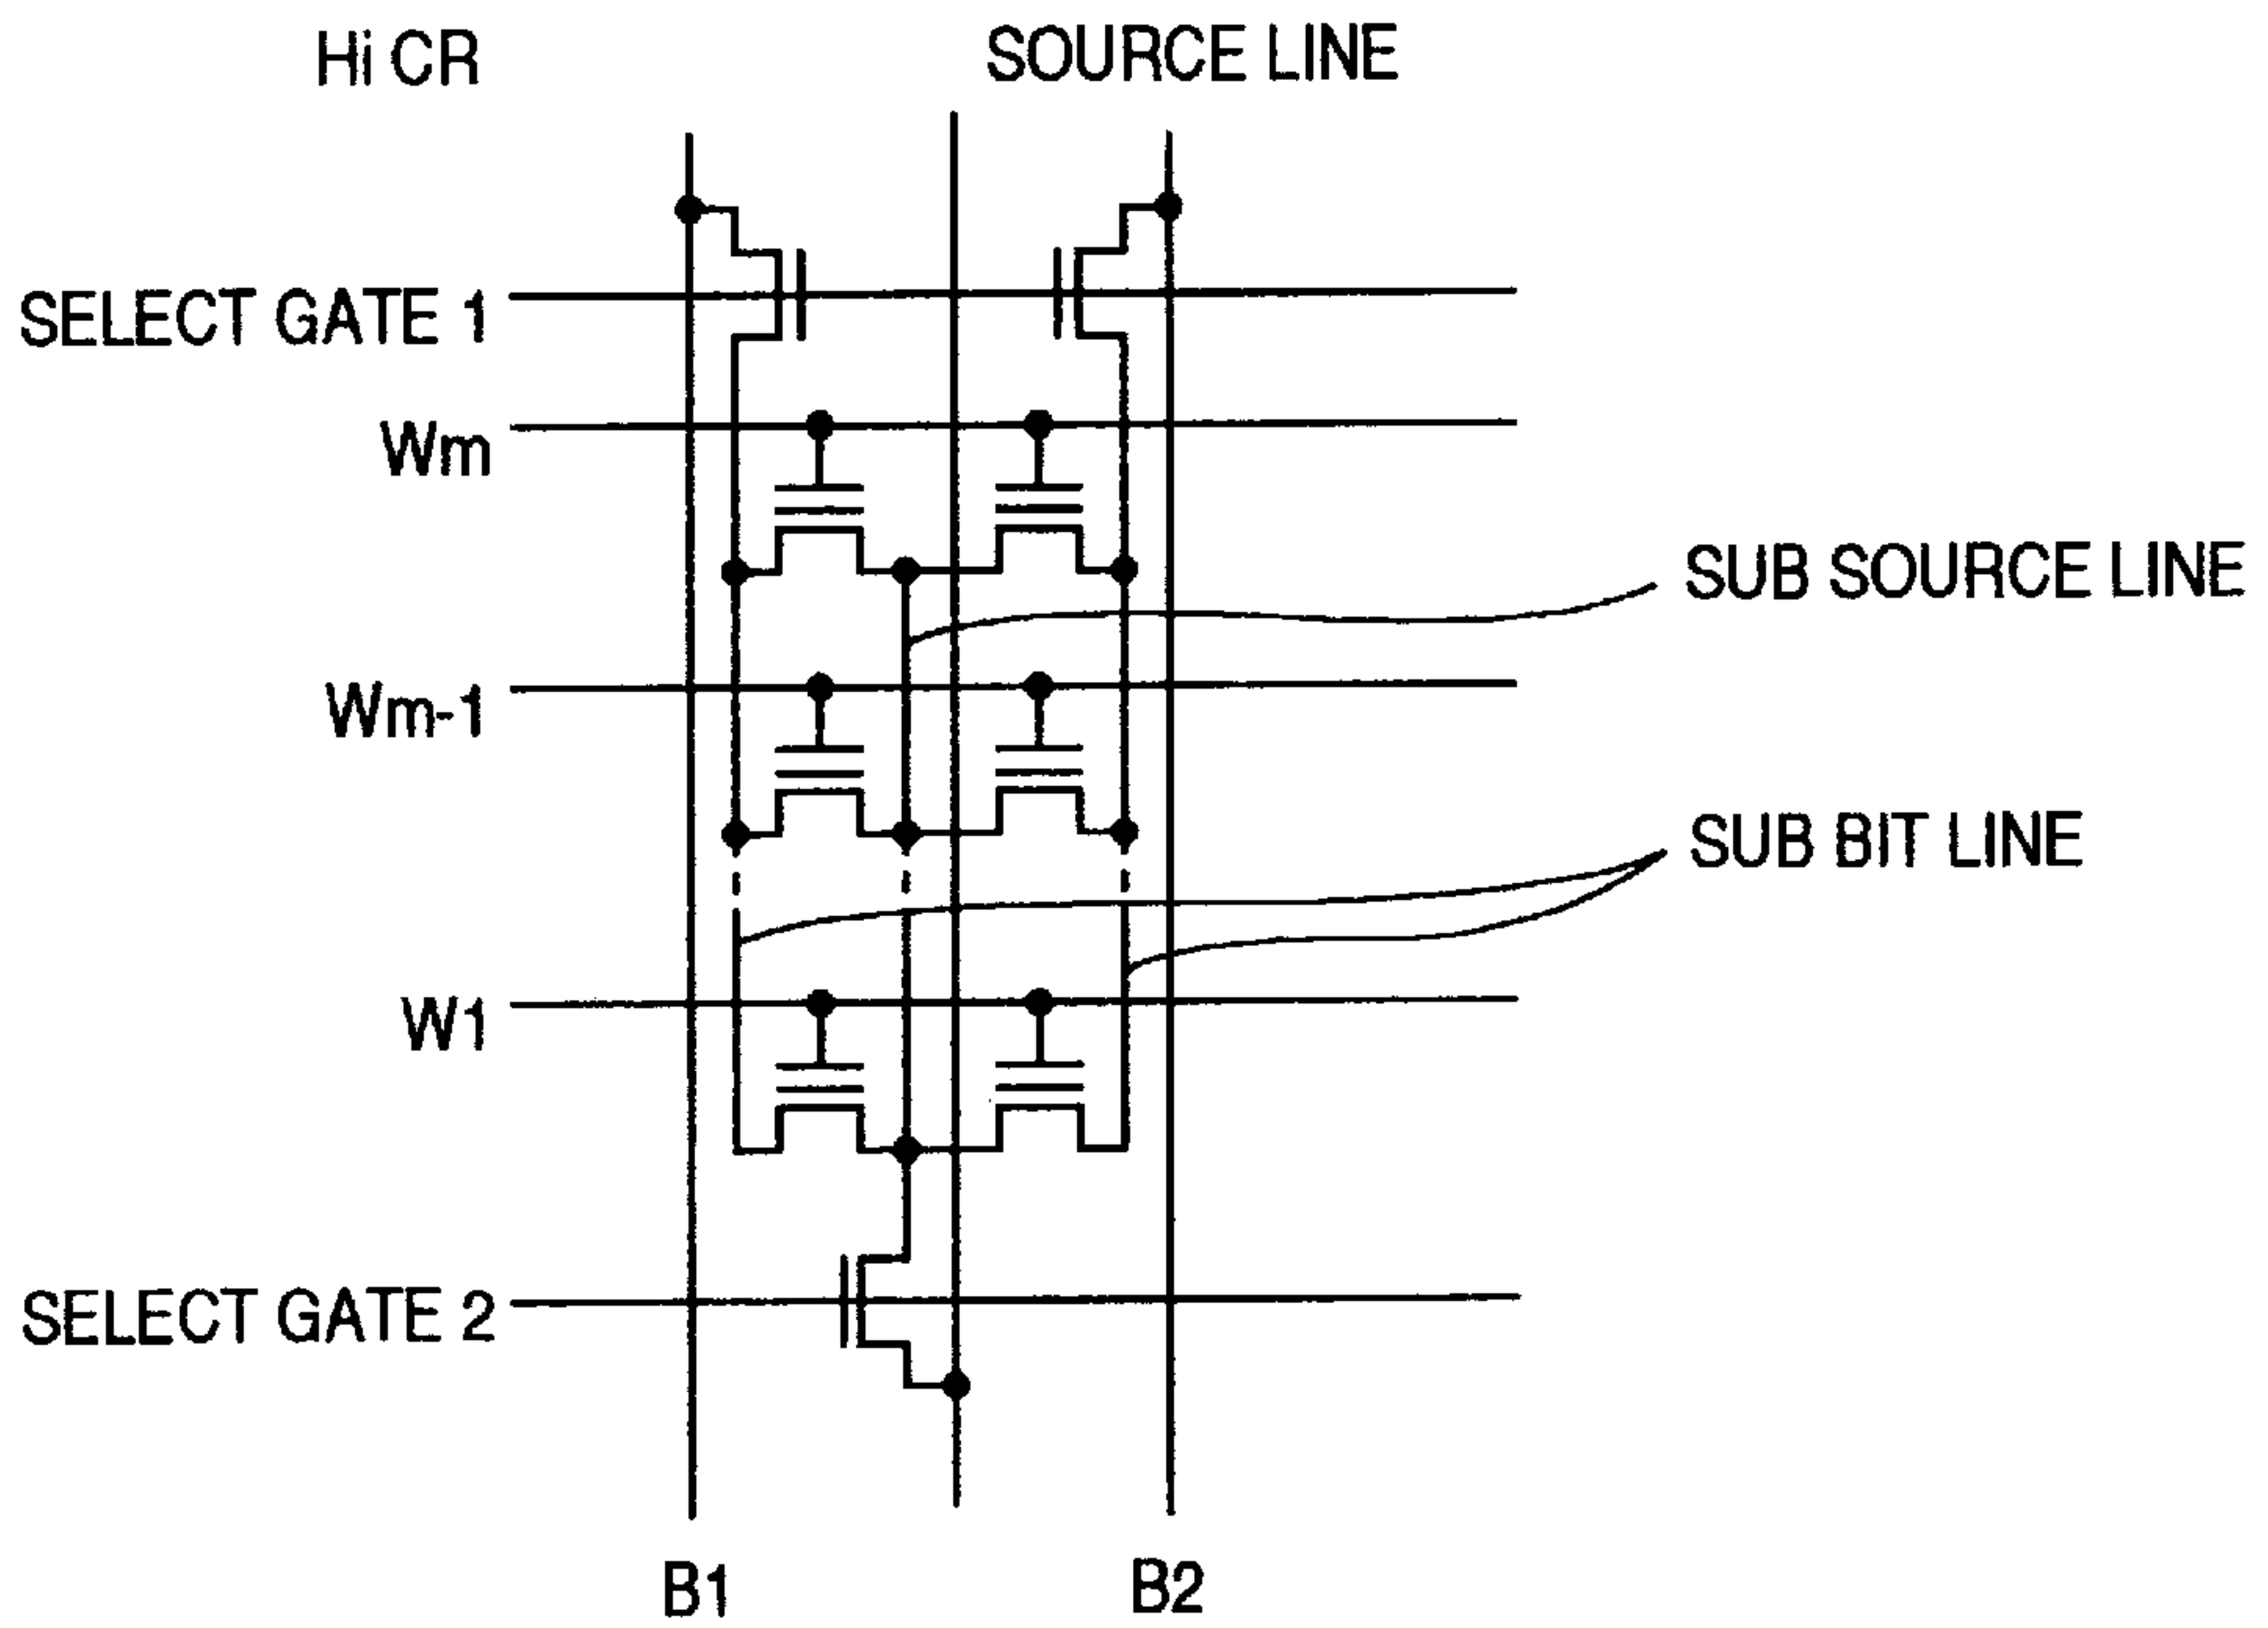 Hi CR
SOURCE LINE
SELECT GATE 1
Wm
SUB SOURCE LINE
Wm-1
SUB BIT LINE
W1
SELECT GATE 2
B1
B2